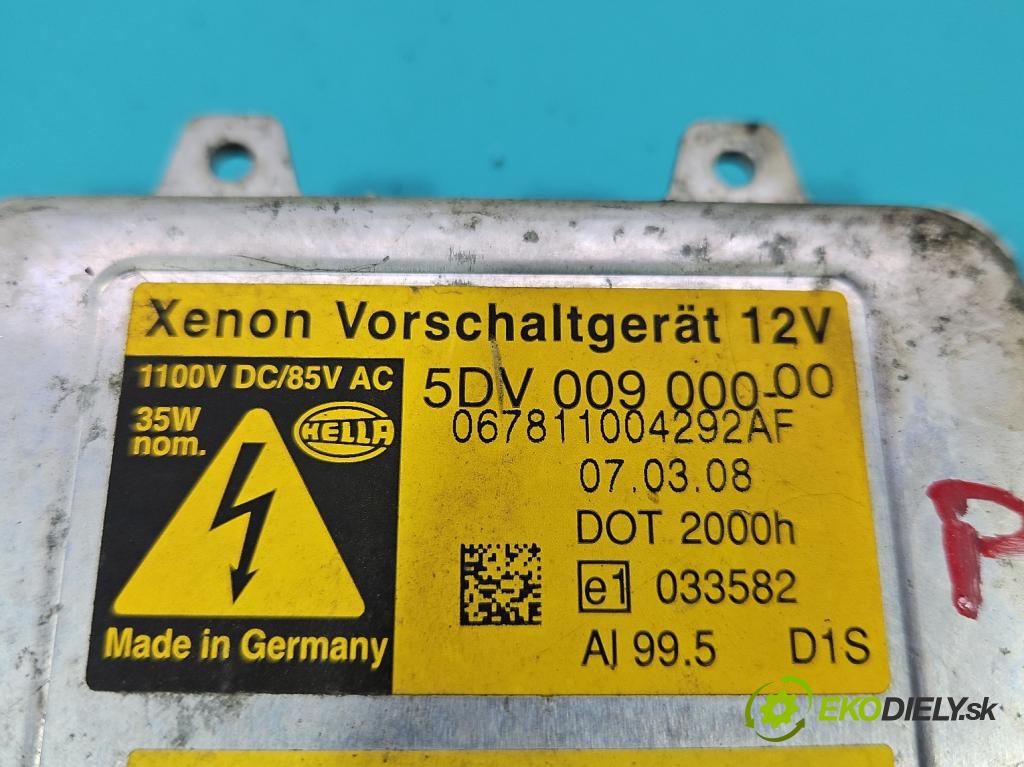 Xenon Vorschaltgerät 12V
1100V DC/85V AC
35W
nom.
HELLA
Made in Germany
5DV 009 000-00
067811004292AF
07.03.08
DOT 2000h
e1 033582
AI 99.5 D1S
P
EKODIELY.sk